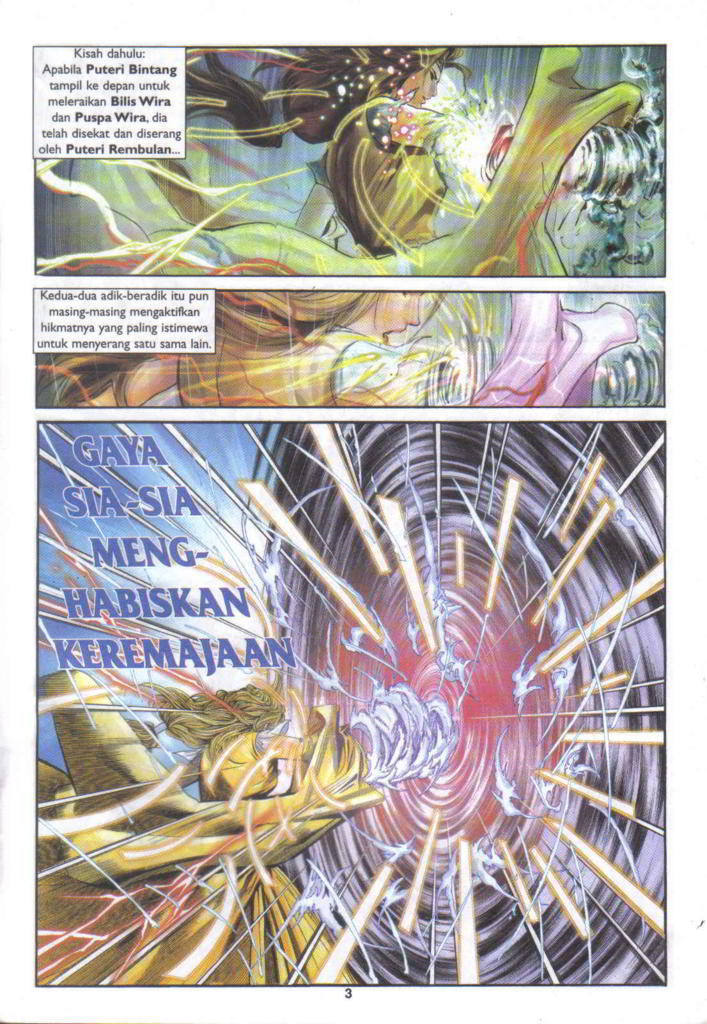 Kisah dahulu:
Apabila Puteri Bintang
tampil ke depan untuk
meleraikan Bilis Wira
dan Puspa Wira, dia
telah disekat dan diserang
oleh Puteri Rembulan...
Kedua-dua adik-beradik itu pun
masing-masing mengaktifkan
hikmatnya yang paling istimewa
untuk menyerang satu sama lain.
GAYA
SIA-SIA
MENG-
HABISKAN
KEREMAJAAN
3